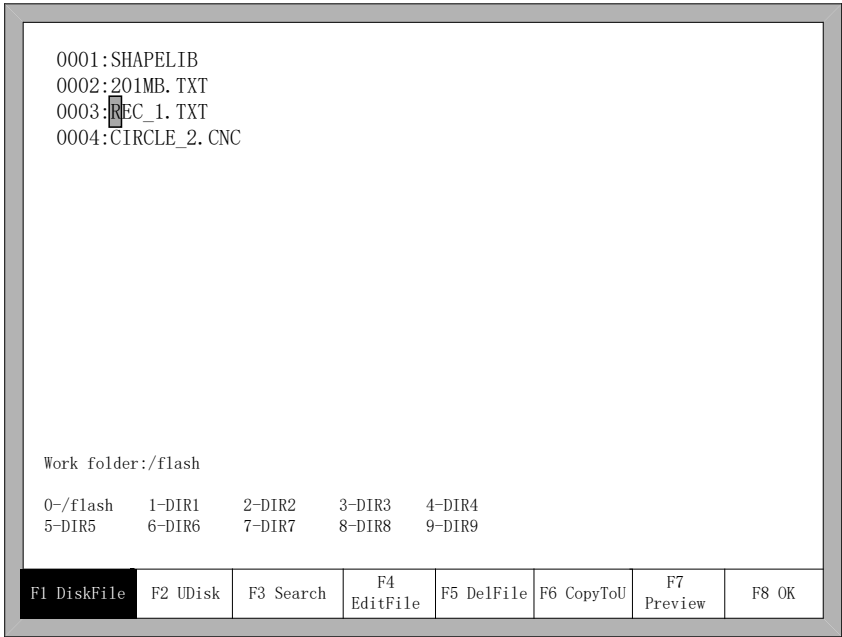 0001:SHAPELIB
0002:201MB.TXT
0003:REC_1.TXT
0004:CIRCLE_2.CNC
Work folder:/flash
0-/flash 1-DIR1 2-DIR2 3-DIR3 4-DIR4
5-DIR5 6-DIR6 7-DIR7 8-DIR8 9-DIR9
F1 DiskFile F2 UDisk F3 Search F4 EditFile F5 DelFile F6 CopyToU F7 Preview F8 OK